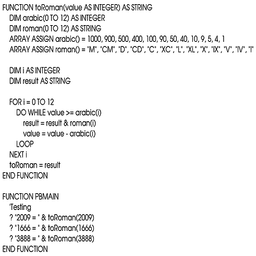 FUNCTION toRoman(value AS INTEGER) AS STRING
DIM arabic(0 TO 12) AS INTEGER
DIM roman(0 TO 12) AS STRING
ARRAY ASSIGN arabic() = 1000, 900, 500, 400, 100, 90, 50, 40, 10, 9, 5, 4, 1
ARRAY ASSIGN roman() = "M", "CM", "D", "CD", "C", "XC", "L", "XL", "X", "IX", "V", "IV", "I"
DIM i AS INTEGER
DIM result AS STRING
FOR i = 0 TO 12
DO WHILE value >= arabic(i)
result = result & roman(i)
value = value - arabic(i)
LOOP
NEXT i
toRoman = result
END FUNCTION
FUNCTION PBMAIN
'Testing
? "2009 = " & toRoman(2009)
? "1666 = " & toRoman(1666)
? "3888 = " & toRoman(3888)
END FUNCTION